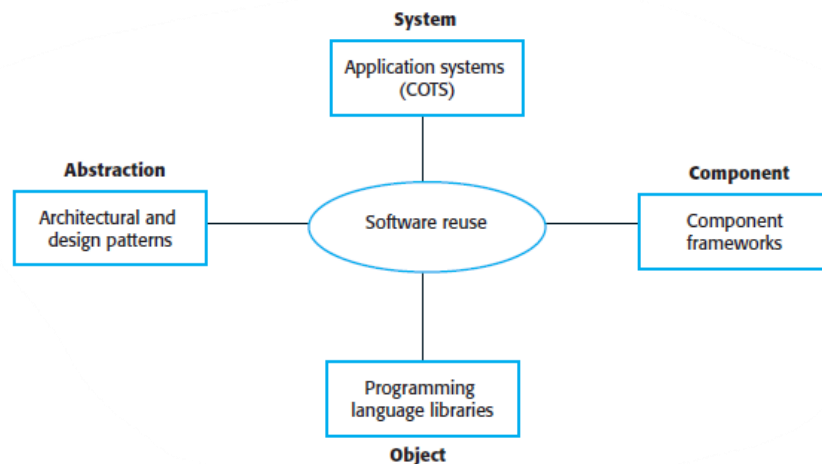 System
Application systems
(COTS)
Abstraction
Architectural and
design patterns
Software reuse
Component
Component
frameworks
Programming
language libraries
Object